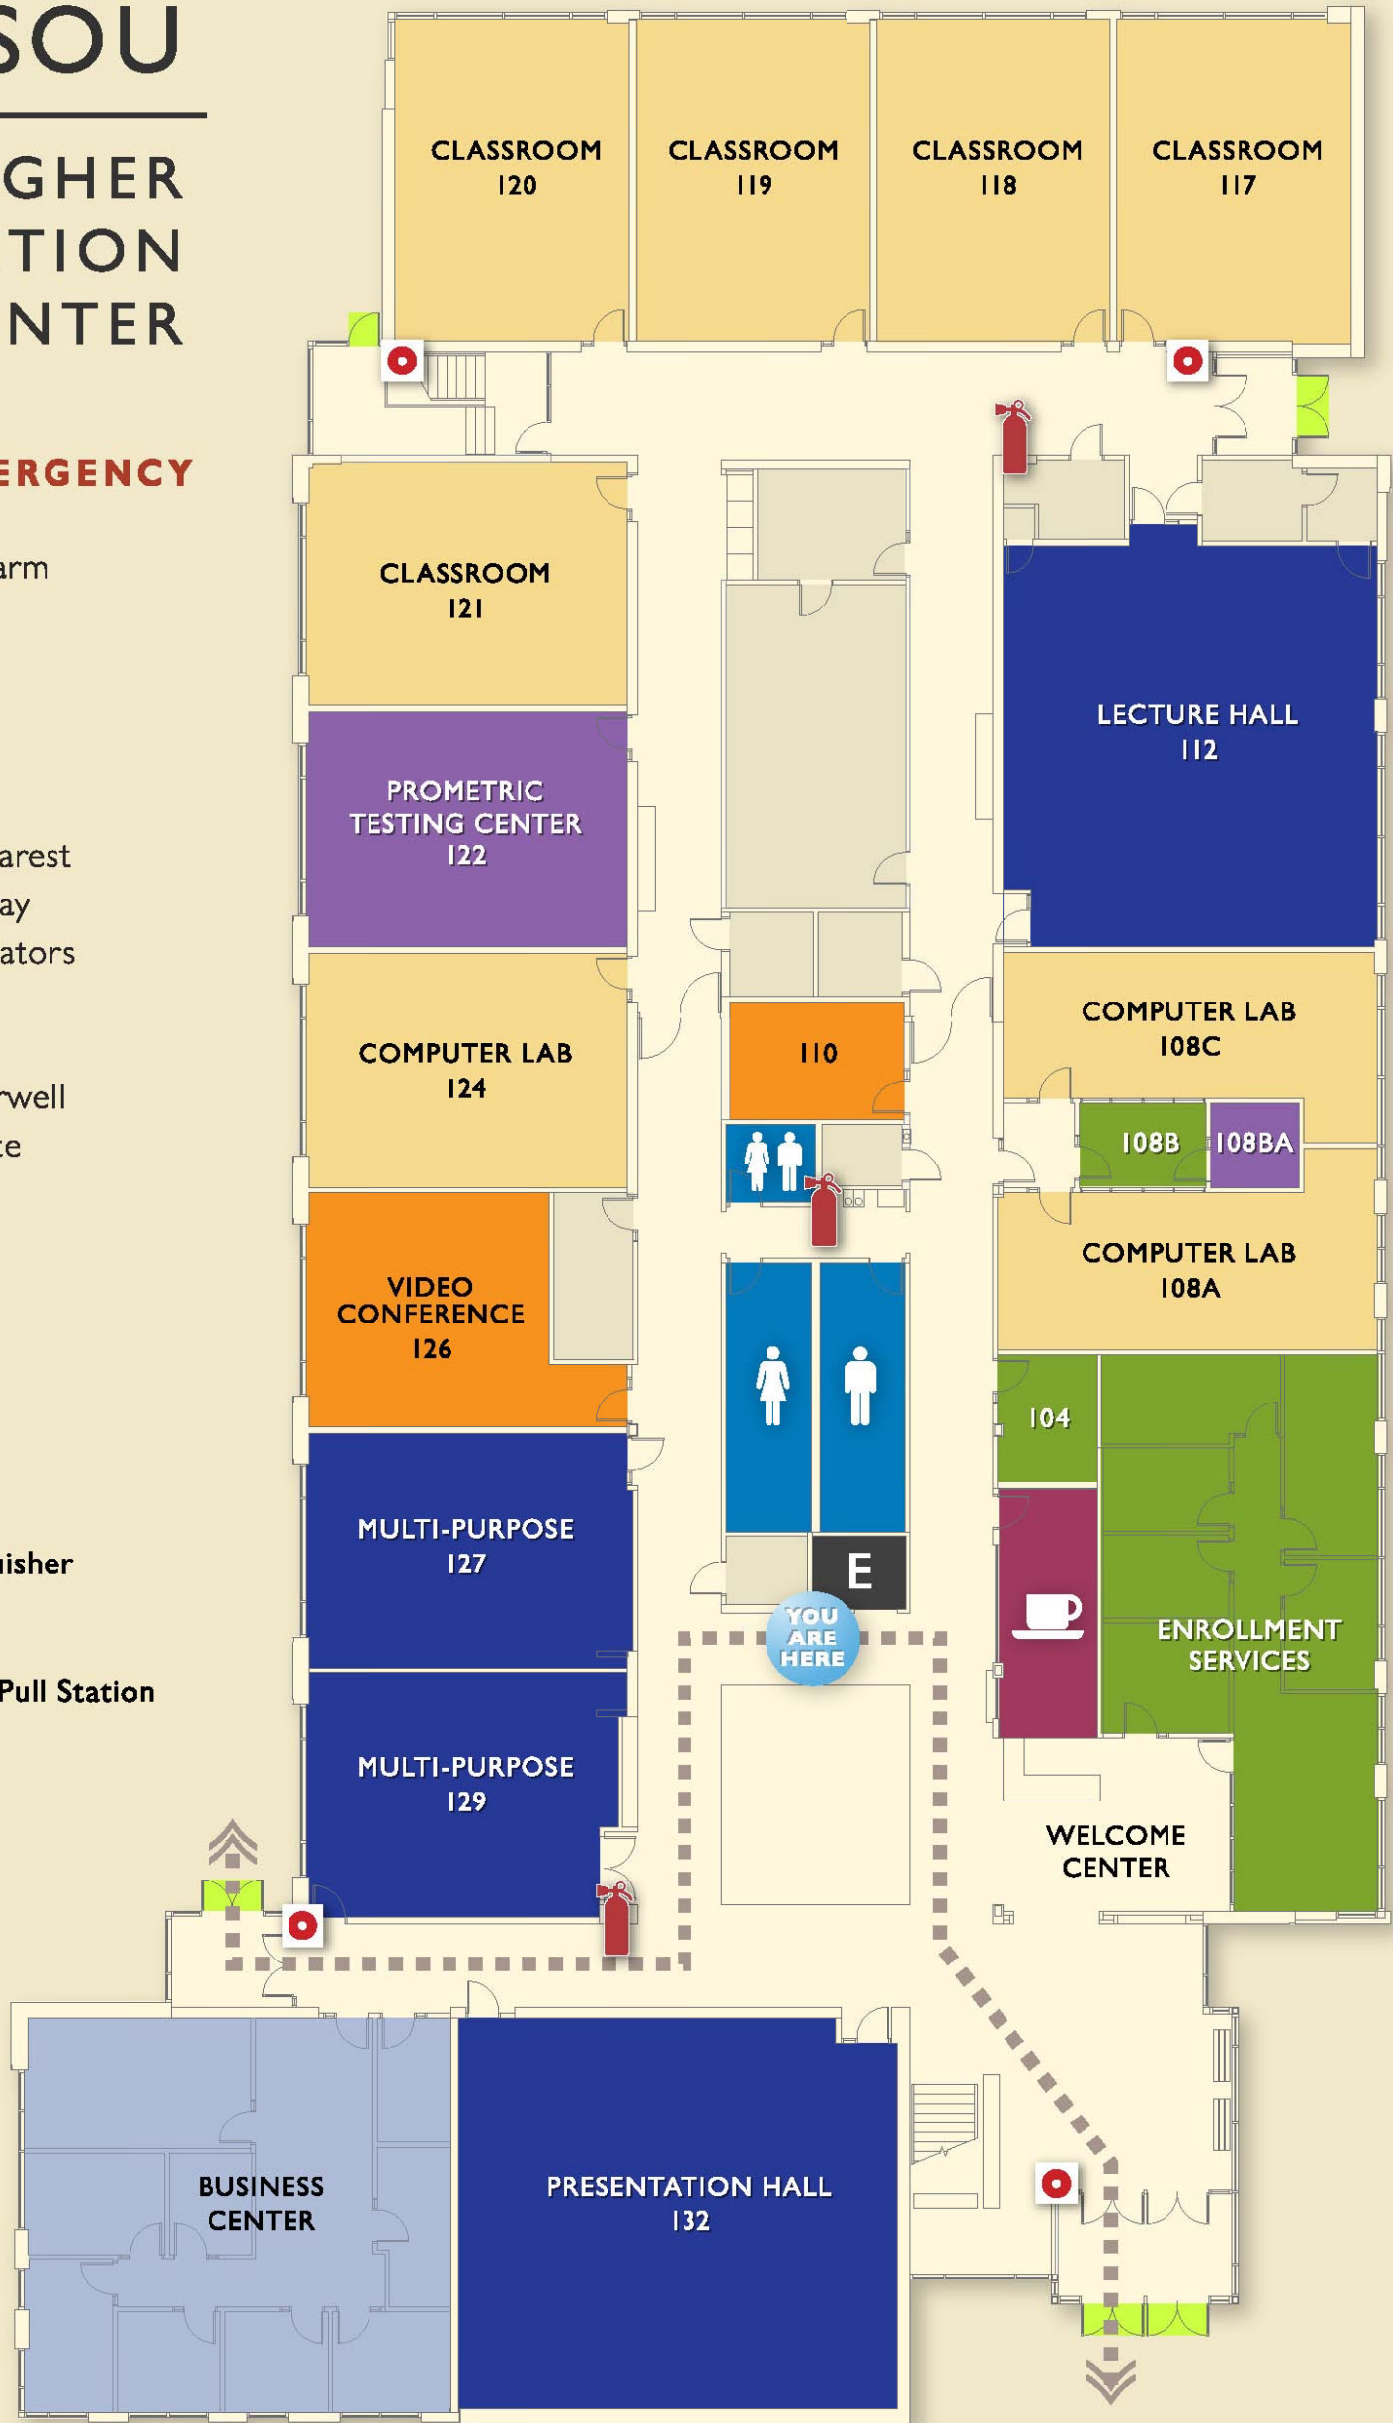 SOU
GHER
TION
NTER
ERGENCY
arm
arest
ay
ators
rwell
te
uisher
Pull Station
CLASSROOM
120
CLASSROOM
119
CLASSROOM
118
CLASSROOM
117
CLASSROOM
121
LECTURE HALL
112
PROMETRIC
TESTING CENTER
122
COMPUTER LAB
124
110
COMPUTER LAB
108C
108B
108BA
COMPUTER LAB
108A
VIDEO
CONFERENCE
126
104
MULTI-PURPOSE
127
E
YOU
ARE
HERE
ENROLLMENT
SERVICES
MULTI-PURPOSE
129
WELCOME
CENTER
BUSINESS
CENTER
PRESENTATION HALL
132